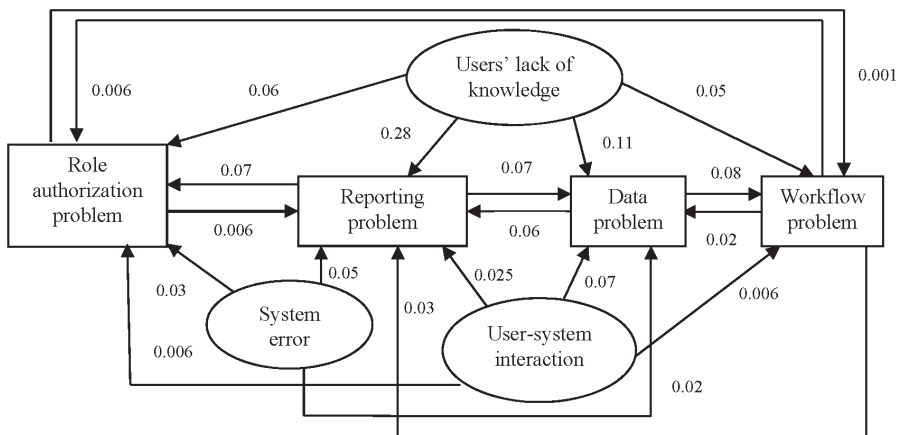 Users' lack of
knowledge
0.006
0.06
0.05
0.001
0.28
0.11
Role
authorization
problem
0.07
0.006
Reporting
problem
0.07
0.06
Data
problem
0.08
0.02
Workflow
problem
0.03
0.05
0.025
0.07
0.006
System
error
0.03
User-system
interaction
0.006
0.02